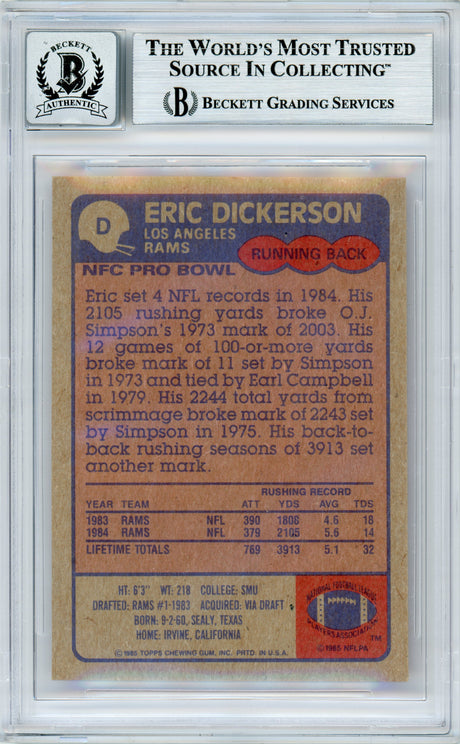 BECKETT
B
AUTHENTIC
THE WORLD'S MOST TRUSTED
SOURCE IN COLLECTING™
B BECKETT GRADING SERVICES
D
ERIC DICKERSON
LOS ANGELES
RAMS
RUNNING BACK
NFC PRO BOWL
Eric set 4 NFL records in 1984. His
2105 rushing yards broke O.J.
Simpson's 1973 mark of 2003. His
12 games of 100-or-more yards
broke mark of 11 set by Simpson
in 1973 and tied by Earl Campbell
in 1979. His 2244 total yards from
scrimmage broke mark of 2243 set
by Simpson in 1975. His back-to-
back rushing seasons of 3913 set
another mark.
RUSHING RECORD
YEAR TEAM ATT YDS AVG TDS
1983 RAMS NFL 390 1808 4.6 18
1984 RAMS NFL 379 2105 5.6 14
LIFETIME TOTALS 769 3913 5.1 32
HT: 6'3" WT: 218 COLLEGE: SMU
DRAFTED: RAMS #1-1983 ACQUIRED: VIA DRAFT
BORN: 9-2-60, SEALY, TEXAS
HOME: IRVINE, CALIFORNIA
© 1985 TOPPS CHEWING GUM, INC. PRTD. IN U.S.A.
NATIONAL FOOTBALL LEAGUE
PLAYERS ASSOCIATION
TM
© 1985 NFLPA